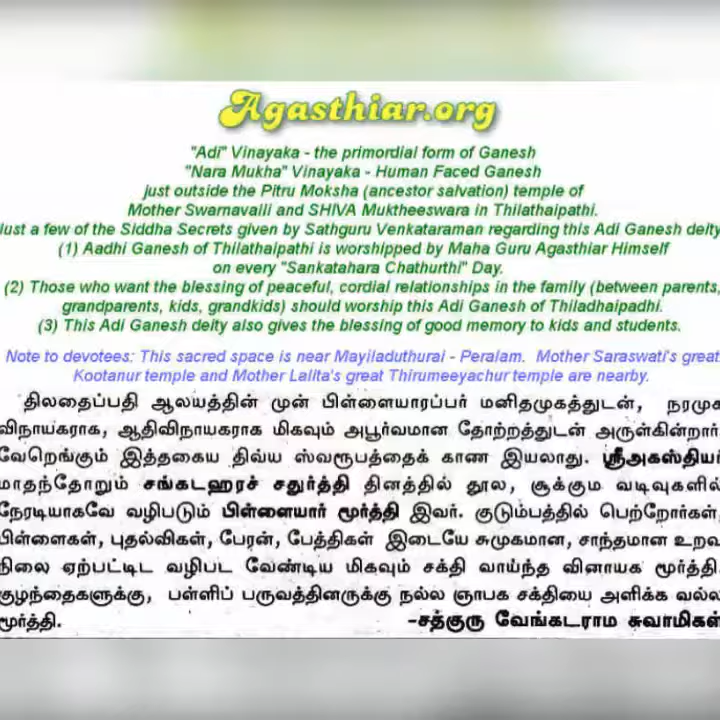 Agasthiar.org
"Adi" Vinayaka - the primordial form of Ganesh
"Nara Mukha" Vinayaka - Human Faced Ganesh
just outside the Pitru Moksha (ancestor salvation) temple of
Mother Swarnavalli and SHIVA Muktheeswara in Thilathaipathi.
Just a few of the Siddha Secrets given by Sathguru Venkataraman regarding this Adi Ganesh deity
(1) Aadhi Ganesh of Thilathaipathi is worshipped by Maha Guru Agasthiar Himself
on every "Sankatahara Chathurthi" Day.
(2) Those who want the blessing of peaceful, cordial relationships in the family (between parents,
grandparents, kids, grandkids) should worship this Adi Ganesh of Thiladhaipadhi.
(3) This Adi Ganesh deity also gives the blessing of good memory to kids and students.
Note to devotees: This sacred space is near Mayiladuthurai - Peralam. Mother Saraswati's great
Kootanur temple and Mother Lalita's great Thirumeeyachur temple are nearby.
திலதைப்பதி ஆலயத்தின் முன் பிள்ளையாரப்பர் மனிதமுகத்துடன், நரமுக
விநாயகராக, ஆதிவிநாயகராக மிகவும் அபூர்வமான தோற்றத்துடன் அருள்கின்றார்.
வேறெங்கும் இத்தகைய திவ்ய ஸ்வரூபத்தைக் காண இயலாது. ஸ்ரீஅகஸ்தியர்
மாதந்தோறும் சங்கடஹரச் சதுர்த்தி தினத்தில் தூல, சூக்கும வடிவுகளில்
நேரடியாகவே வழிபடும் பிள்ளையார் மூர்த்தி இவர். குடும்பத்தில் பெற்றோர்கள்,
பிள்ளைகள், புதல்விகள், பேரன், பேத்திகள் இடையே சுமுகமான, சாந்தமான உறவு
நிலை ஏற்பட்டிட வழிபட வேண்டிய மிகவும் சக்தி வாய்ந்த வினாயக மூர்த்தி.
குழந்தைகளுக்கு, பள்ளிப் பருவத்தினருக்கு நல்ல ஞாபக சக்தியை அளிக்க வல்ல
மூர்த்தி. -சத்குரு வேங்கடராம சுவாமிகள்